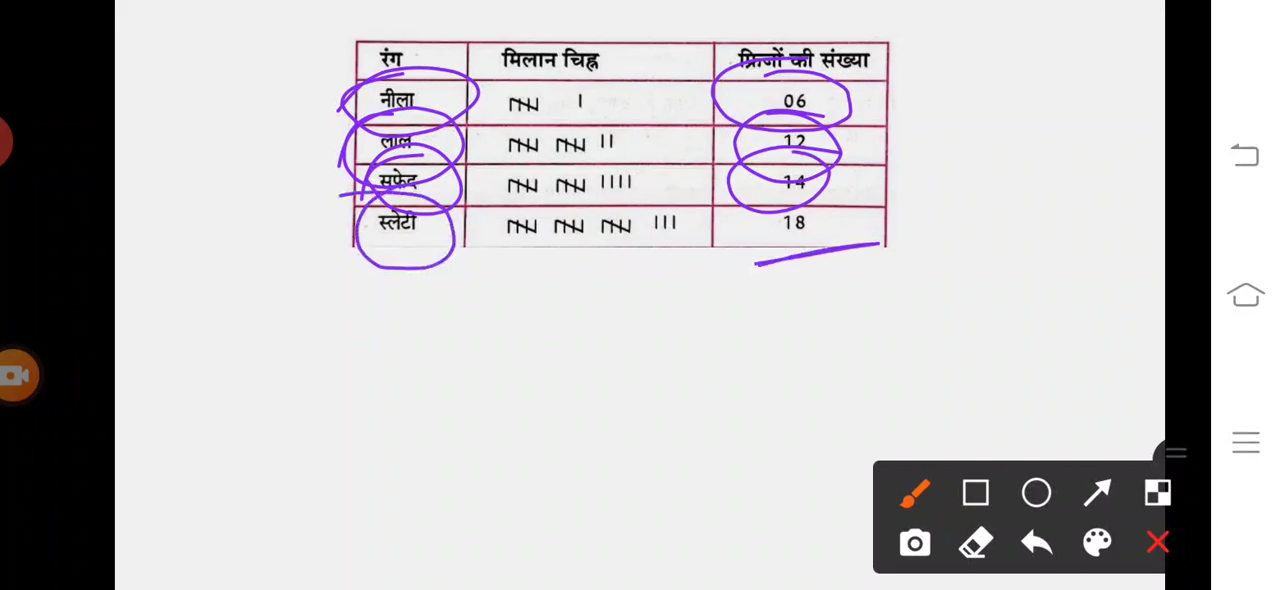 रंग मिलान चिह्न फ्रिजों की संख्या
नीला 06
लाल 12
सफेद 14
स्लेटी 18